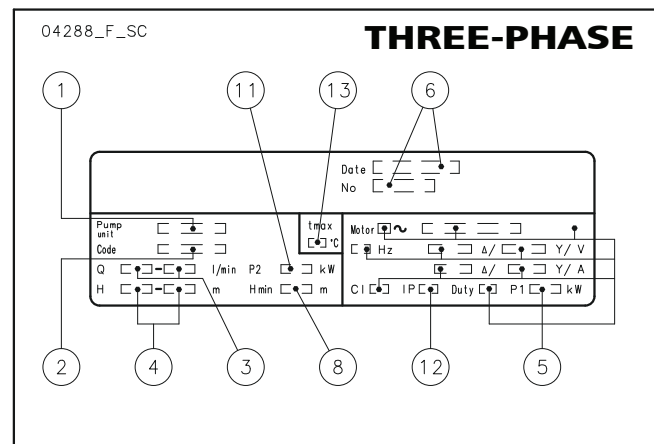 04288_F_SC THREE-PHASE
1 11 13 6
Date
No
Pump unit tmax Motor ~
°C
Code Hz Δ/ Y/ V
Q - l/min P2 kW Δ/ Y/ A
H - m Hmin m Cl IP Duty P1 kW
2 4 3 8 12 5